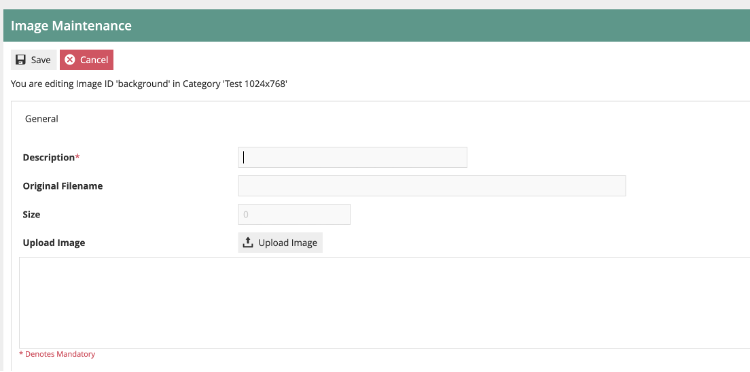 Image Maintenance
Save Cancel
You are editing Image ID 'background' in Category 'Test 1024x768'
General
Description*
Original Filename
Size 0
Upload Image Upload Image
* Denotes Mandatory